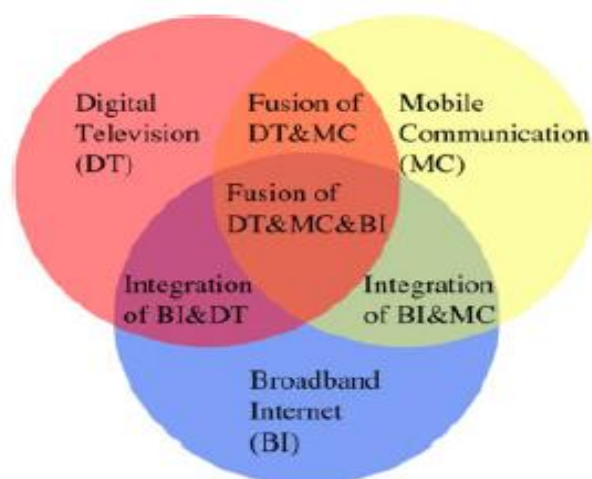 Digital
Television
(DT)
Fusion of
DT&MC
Mobile
Communication
(MC)
Fusion of
DT&MC&BI
Integration
of BI&DT
Integration
of BI&MC
Broadband
Internet
(BI)